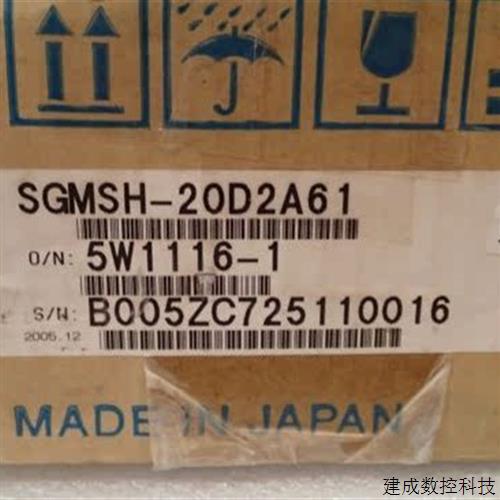 SGMSH-20D2A61
O/N: 5W1116-1
S/N: B005ZC725110016
2005.12
MADE IN JAPAN
建成数控科技